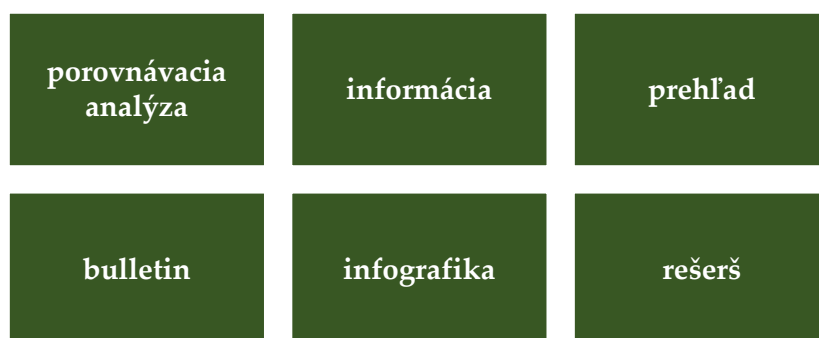 porovnávacia
analýza
informácia
prehľad
bulletin
infografika
rešerš